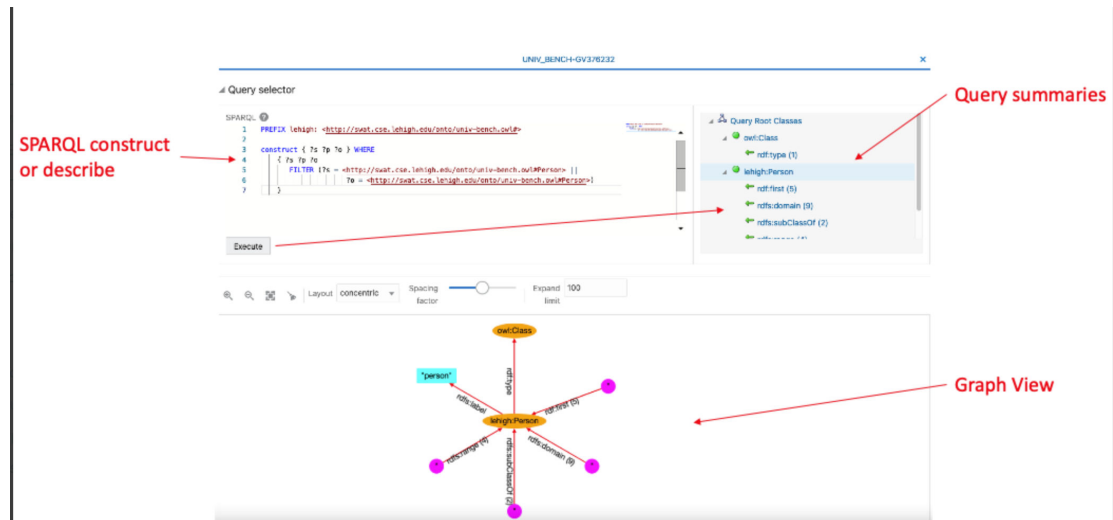 UNIV_BENCH-GV376232
Query selector
SPARQL
1 PREFIX lehigh: <http://swat.cse.lehigh.edu/onto/univ-bench.owl#>
2
3 construct { ?s ?p ?o } WHERE
4 { ?s ?p ?o
5 FILTER (?s = <http://swat.cse.lehigh.edu/onto/univ-bench.owl#Person> ||
6 ?o = <http://swat.cse.lehigh.edu/onto/univ-bench.owl#Person>)
7 }
Execute
SPARQL construct
or describe
Query summaries
Query Root Classes
owl:Class
rdf:type (1)
lehigh:Person
rdf:first (5)
rdfs:domain (9)
rdfs:subClassOf (2)
rdfs:range (4)
Layout concentric
Spacing
factor
Expand 100
limit
owl:Class
"person"
rdf:type
rdfs:label
rdf:first (5)
lehigh:Person
rdfs:range (4)
rdfs:subClassOf (2)
rdfs:domain (9)
Graph View